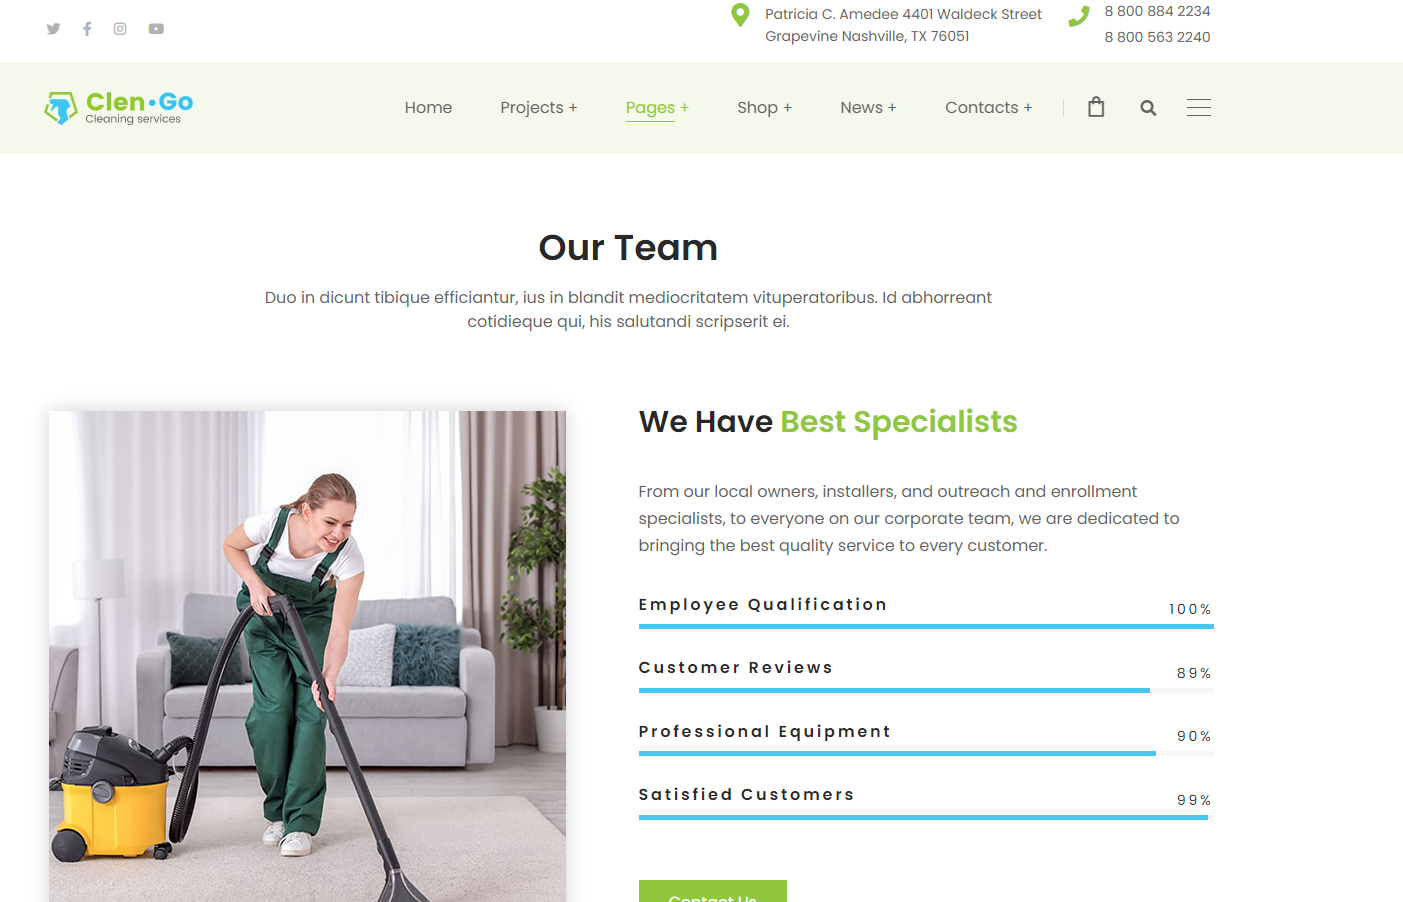 Patricia C. Amedee 4401 Waldeck Street
Grapevine Nashville, TX 76051
8 800 884 2234
8 800 563 2240
Clen•Go
Cleaning services
Home
Projects +
Pages +
Shop +
News +
Contacts +
Our Team
Duo in dicunt tibique efficiantur, ius in blandit mediocritatem vituperatoribus. Id abhorreant
cotidieque qui, his salutandi scripserit ei.
We Have Best Specialists
From our local owners, installers, and outreach and enrollment
specialists, to everyone on our corporate team, we are dedicated to
bringing the best quality service to every customer.
Employee Qualification 100%
Customer Reviews 89%
Professional Equipment 90%
Satisfied Customers 99%
Contact Us